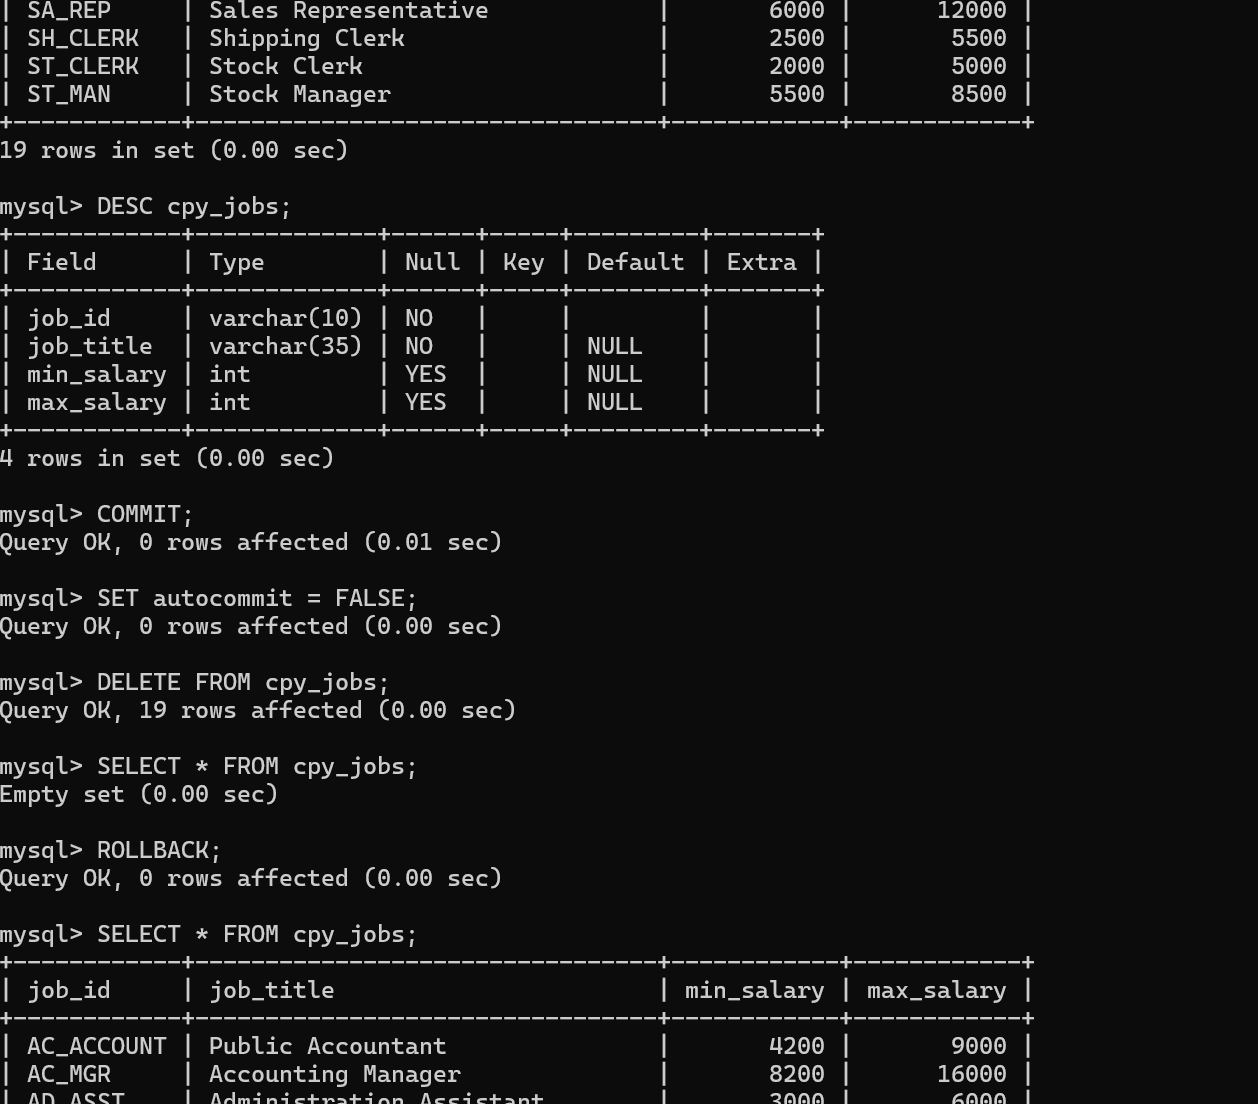 | SA_REP     | Sales Representative            |       6000 |      12000 |
| SH_CLERK   | Shipping Clerk                  |       2500 |       5500 |
| ST_CLERK   | Stock Clerk                     |       2000 |       5000 |
| ST_MAN     | Stock Manager                   |       5500 |       8500 |
+------------+---------------------------------+------------+------------+
19 rows in set (0.00 sec)

mysql> DESC cpy_jobs;
+------------+-------------+------+-----+---------+-------+
| Field      | Type        | Null | Key | Default | Extra |
+------------+-------------+------+-----+---------+-------+
| job_id     | varchar(10) | NO   |     |         |       |
| job_title  | varchar(35) | NO   |     | NULL    |       |
| min_salary | int         | YES  |     | NULL    |       |
| max_salary | int         | YES  |     | NULL    |       |
+------------+-------------+------+-----+---------+-------+
4 rows in set (0.00 sec)

mysql> COMMIT;
Query OK, 0 rows affected (0.01 sec)

mysql> SET autocommit = FALSE;
Query OK, 0 rows affected (0.00 sec)

mysql> DELETE FROM cpy_jobs;
Query OK, 19 rows affected (0.00 sec)

mysql> SELECT * FROM cpy_jobs;
Empty set (0.00 sec)

mysql> ROLLBACK;
Query OK, 0 rows affected (0.00 sec)

mysql> SELECT * FROM cpy_jobs;
+------------+---------------------------------+------------+------------+
| job_id     | job_title                       | min_salary | max_salary |
+------------+---------------------------------+------------+------------+
| AC_ACCOUNT | Public Accountant               |       4200 |       9000 |
| AC_MGR     | Accounting Manager              |       8200 |      16000 |
| AD_ASST    | Administration Assistant        |       3000 |       6000 |